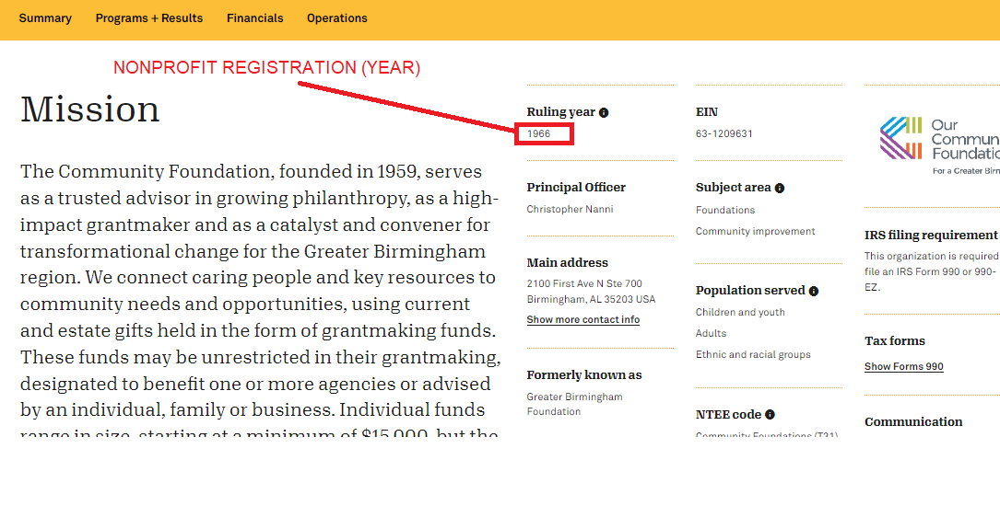 Summary
Programs + Results
Financials
Operations
NONPROFIT REGISTRATION (YEAR)
Mission
The Community Foundation, founded in 1959, serves
as a trusted advisor in growing philanthropy, as a high-
impact grantmaker and as a catalyst and convener for
transformational change for the Greater Birmingham
region. We connect caring people and key resources to
community needs and opportunities, using current
and estate gifts held in the form of grantmaking funds.
These funds may be unrestricted in their grantmaking,
designated to benefit one or more agencies or advised
by an individual, family or business. Individual funds
range in size, starting at a minimum of $15,000, but the
Ruling year
1966
Principal Officer
Christopher Nanni
Main address
2100 First Ave N Ste 700
Birmingham, AL 35203 USA
Show more contact info
Formerly known as
Greater Birmingham
Foundation
EIN
63-1209631
Subject area
Foundations
Community improvement
Population served
Children and youth
Adults
Ethnic and racial groups
NTEE code
Community Foundations (T31)
Our
Commun
Foundatio
For a Greater Birm
IRS filing requirement
This organization is required
file an IRS Form 990 or 990-
EZ.
Tax forms
Show Forms 990
Communication